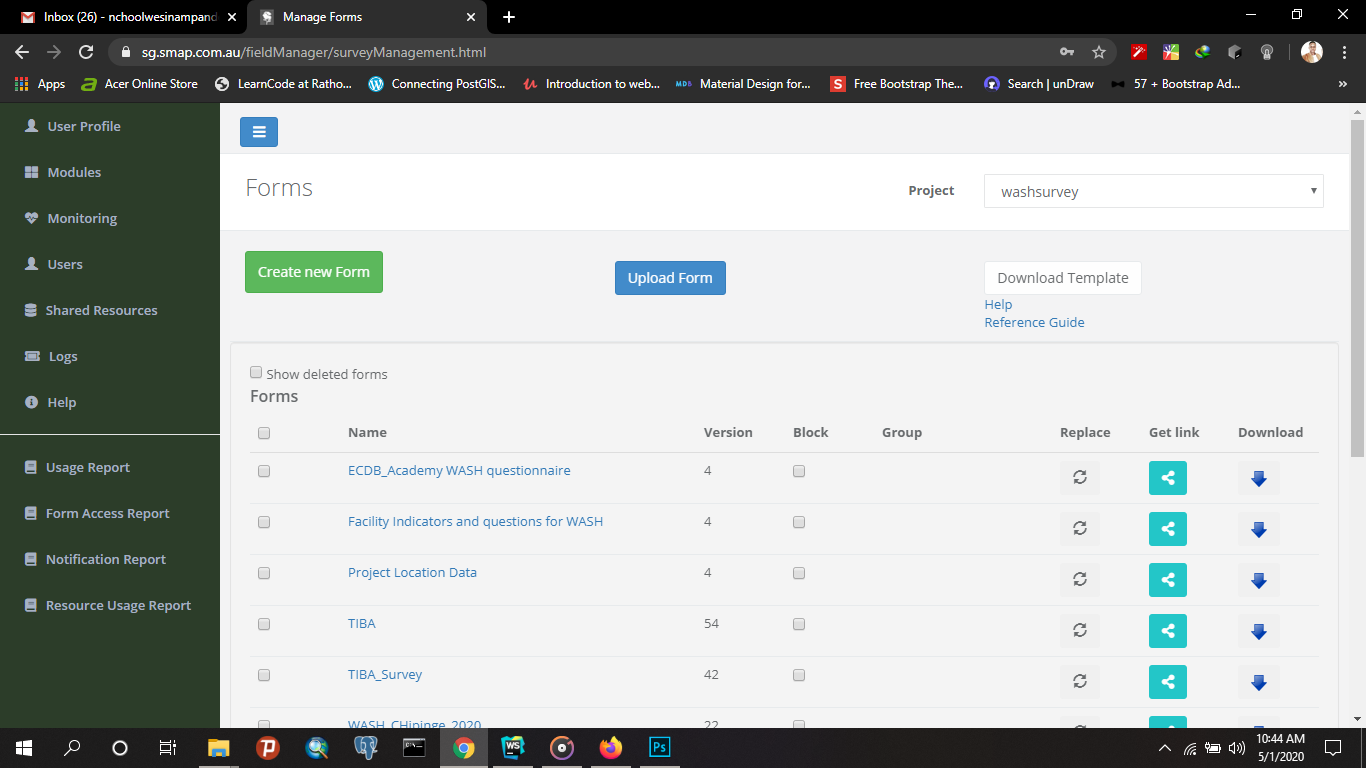 Inbox (26) - nchoolwesinampand
Manage Forms
sg.smap.com.au/fieldManager/surveyManagement.html
Apps
Acer Online Store
LearnCode at Ratho...
Connecting PostGIS...
Introduction to web...
MDB Material Design for...
S Free Bootstrap The...
Search | unDraw
57 + Bootstrap Ad...
User Profile
Modules
Monitoring
Users
Shared Resources
Logs
Help
Usage Report
Form Access Report
Notification Report
Resource Usage Report
Forms
Project
washsurvey
Create new Form
Upload Form
Download Template
Help
Reference Guide
Show deleted forms
Forms
Name Version Block Group Replace Get link Download
ECDB_Academy WASH questionnaire 4
Facility Indicators and questions for WASH 4
Project Location Data 4
TIBA 54
TIBA_Survey 42
WASH_CHipinge_2020 22
WS
Ps
10:44 AM
5/1/2020